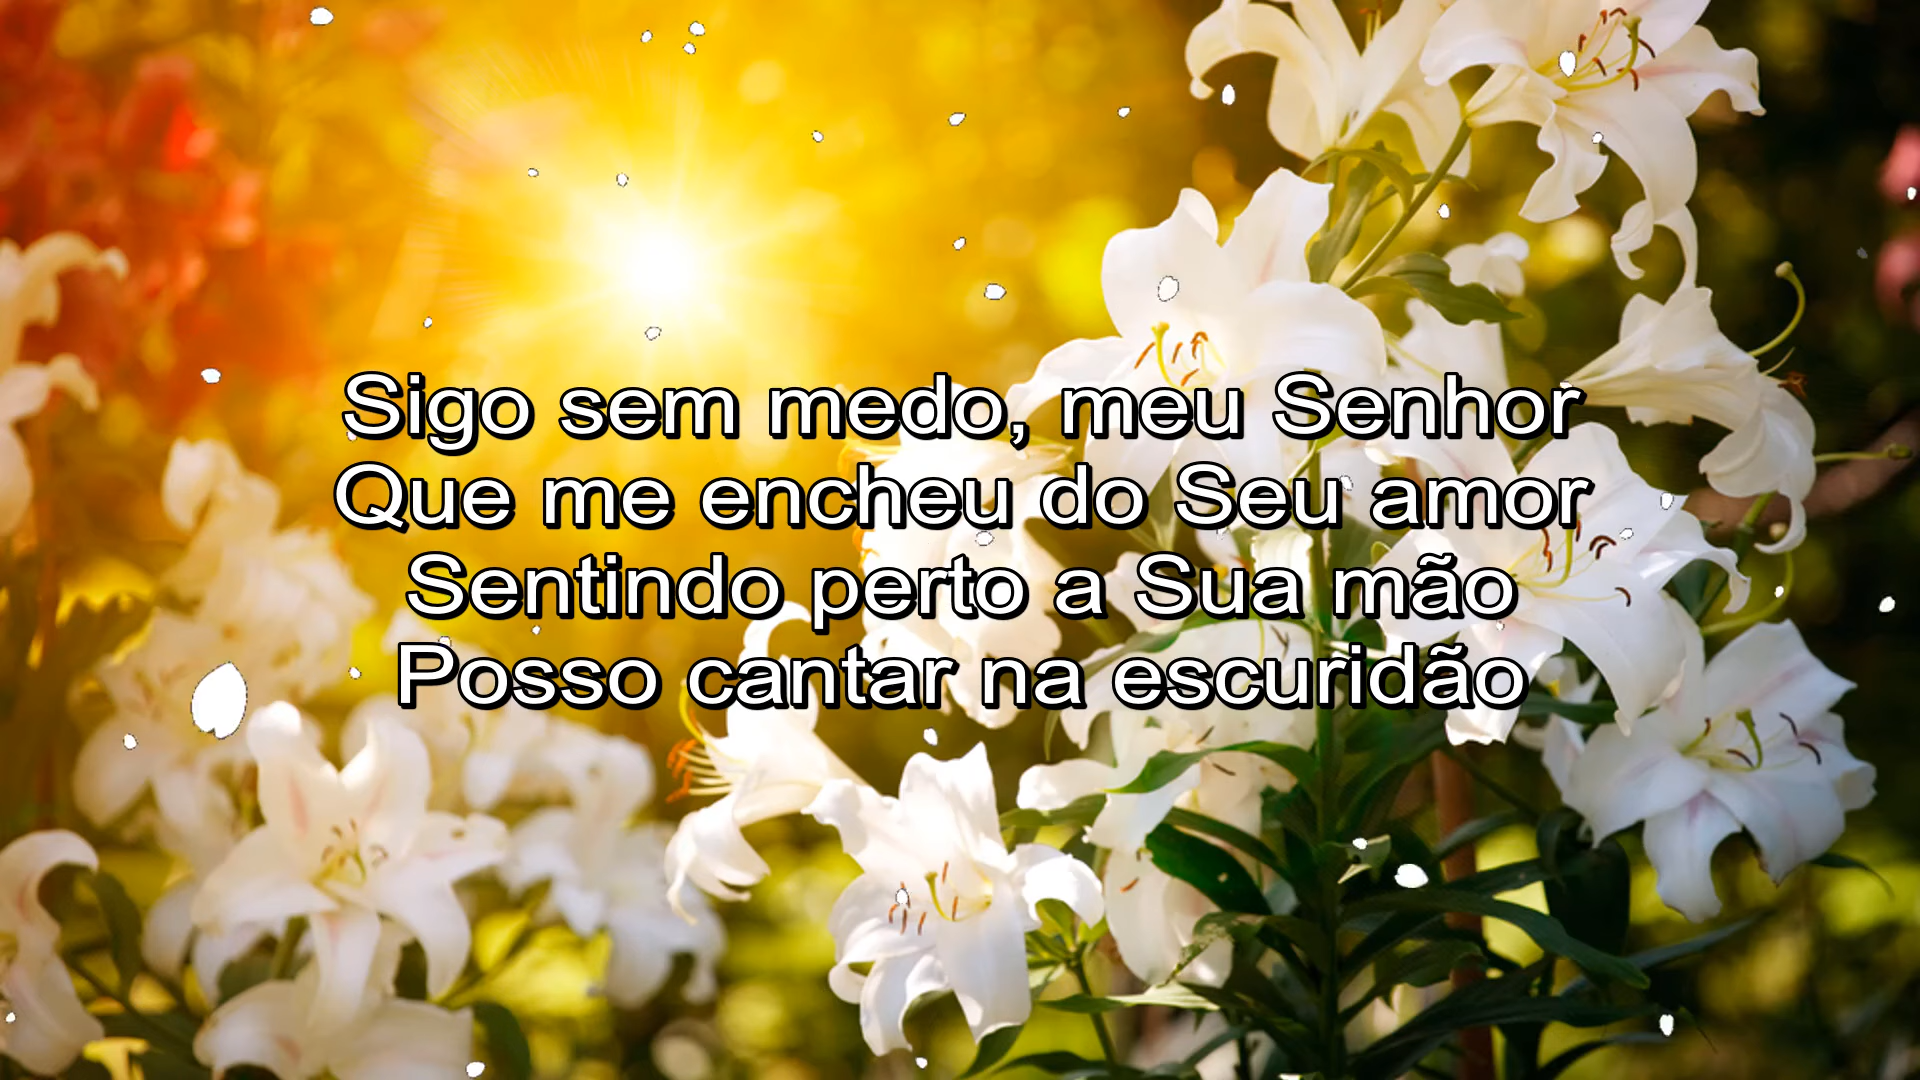 Sigo sem medo, meu Senhor
Que me encheu do Seu amor
Sentindo perto a Sua mão
Posso cantar na escuridão